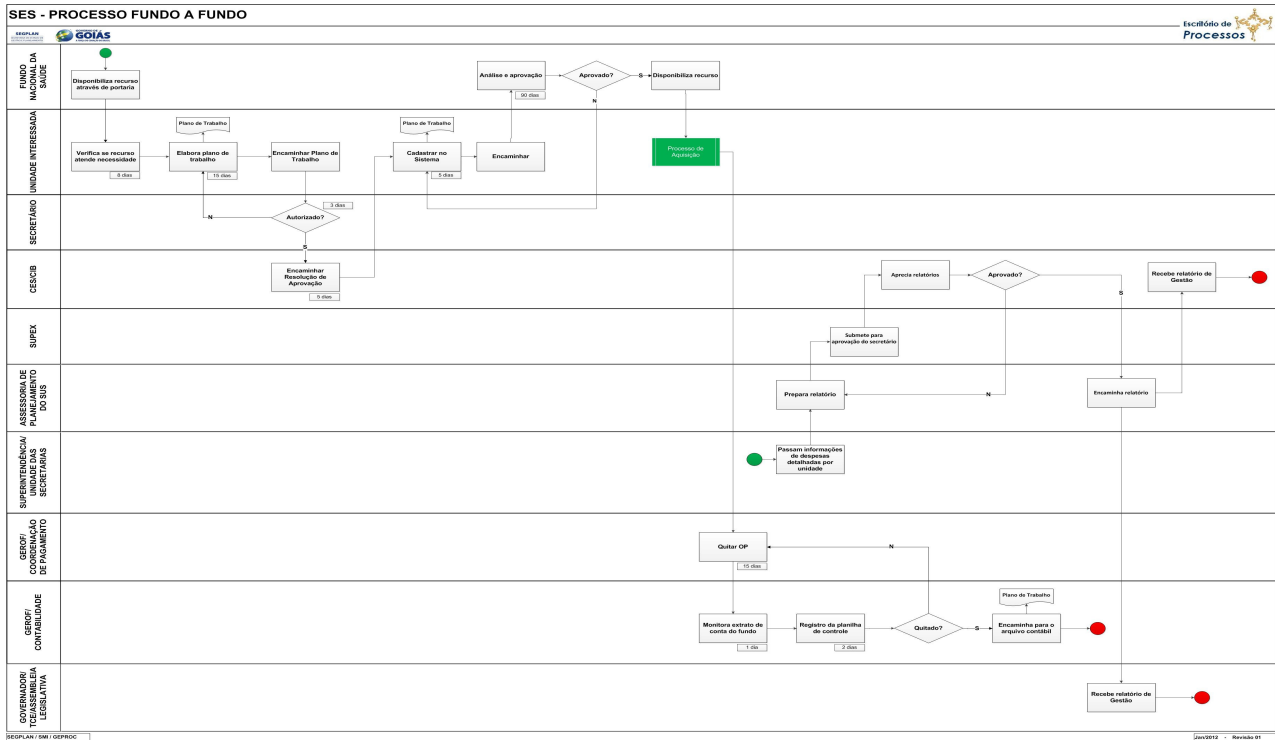 SES - PROCESSO FUNDO A FUNDO
SEGPLAN
GOIÁS
Escritório de
Processos
FUNDO
NACIONAL DA
SAÚDE
Disponibiliza recurso
através de portaria
Análise e aprovação
90 dias
Aprovado?
S
N
Disponibiliza recurso
UNIDADE INTERESSADA
Verifica se recurso
atende necessidade
8 dias
Plano de Trabalho
Elabora plano de
trabalho
15 dias
Encaminhar Plano de
Trabalho
Plano de Trabalho
Cadastrar no
Sistema
5 dias
Encaminhar
Processo de
Aquisição
SECRETÁRIO
3 dias
Autorizado?
N
S
CES/CIB
Encaminhar
Resolução de
Aprovação
5 dias
Aprecia relatórios
Aprovado?
S
Recebe relatório de
Gestão
SUPEX
Submete para
aprovação do secretário
ASSESSORIA DE
PLANEJAMENTO
DO SUS
Prepara relatório
N
Encaminha relatório
SUPERINTENDÊNCIA/
UNIDADE DAS
SECRETARIAS
Passam informações
de despesas
detalhadas por
unidade
GEROF/
COORDENAÇÃO
DE PAGAMENTO
Quitar OP
15 dias
N
GEROF/
CONTABILIDADE
Monitora extrato de
conta do fundo
1 dia
Registro da planilha
de controle
2 dias
Quitado?
S
Plano de Trabalho
Encaminha para o
arquivo contábil
GOVERNADOR/
TCE/ASSEMBLEIA
LEGISLATIVA
Recebe relatório de
Gestão
SEGPLAN / SMI / GEPROC
Jan/2012 - Revisão 01